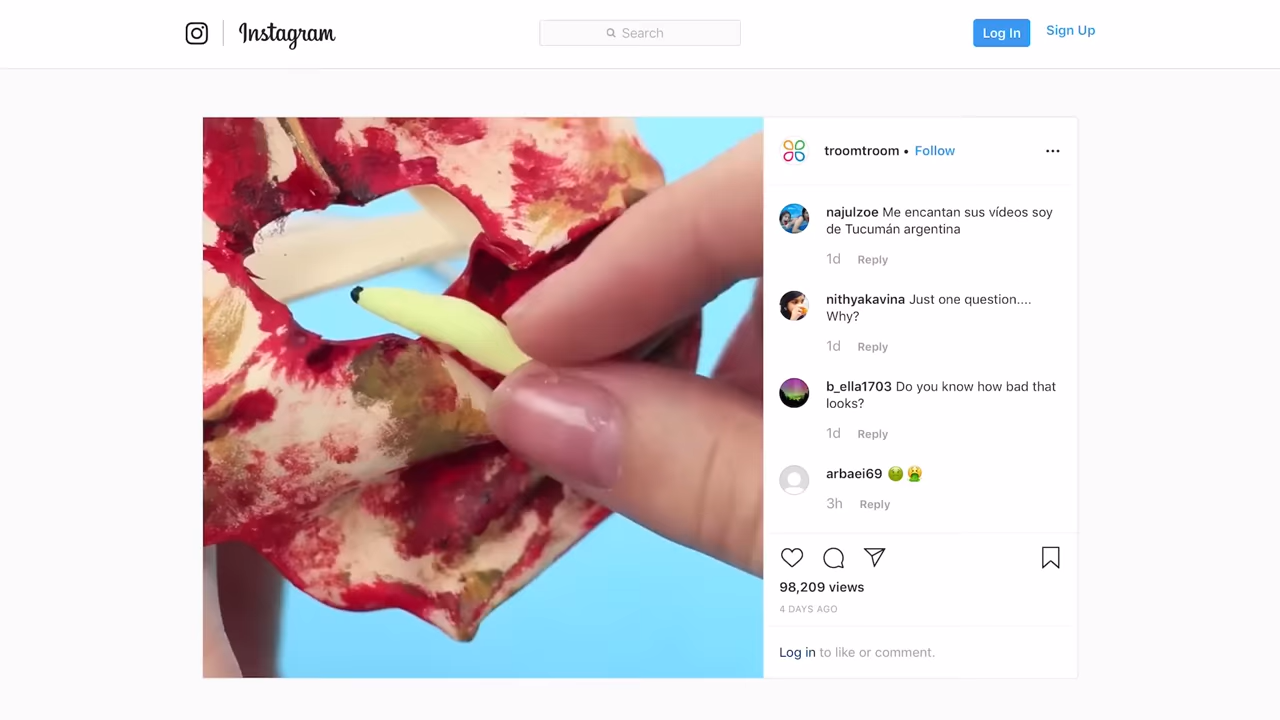 Instagram
Search
Log In
Sign Up
troomtroom • Follow
najulzoe Me encantan sus vídeos soy
de Tucumán argentina
1d Reply
nithyakavina Just one question....
Why?
1d Reply
b_ella1703 Do you know how bad that
looks?
1d Reply
arbaei69 🤢🤮
3h Reply
98,209 views
4 DAYS AGO
Log in to like or comment.